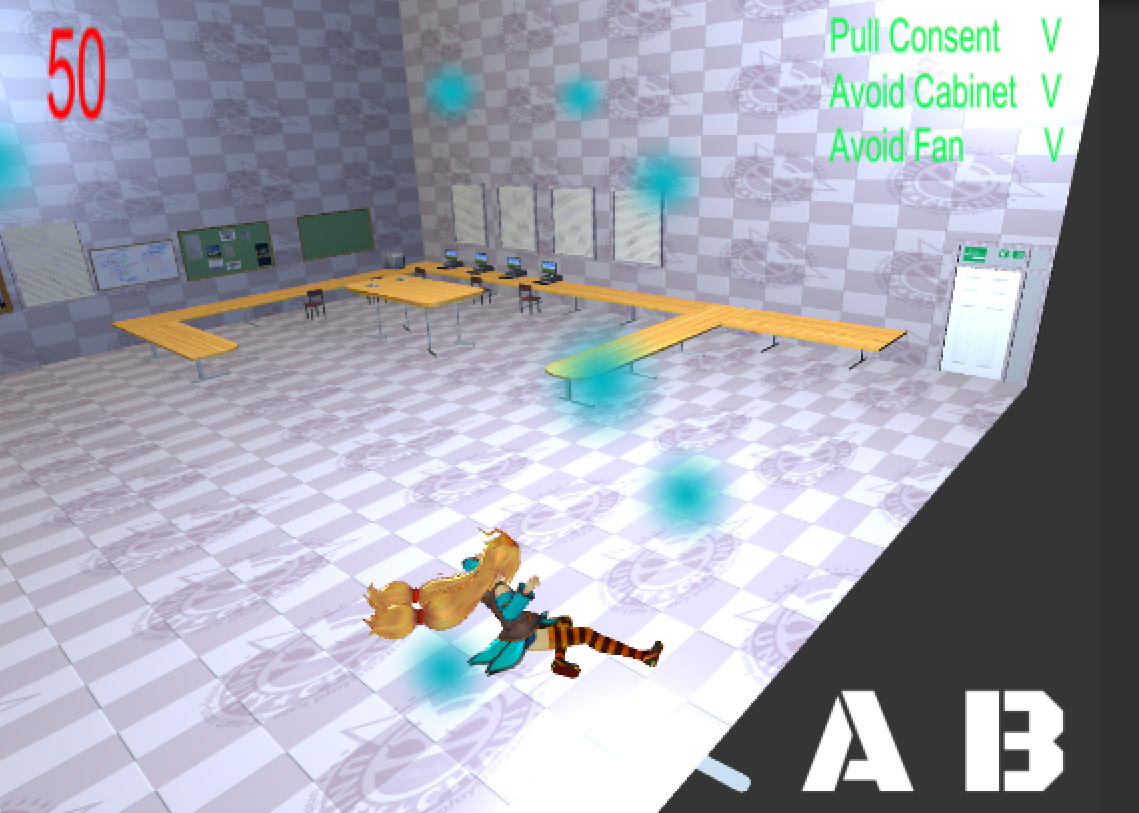 50
Pull Consent V
Avoid Cabinet V
Avoid Fan V
A B